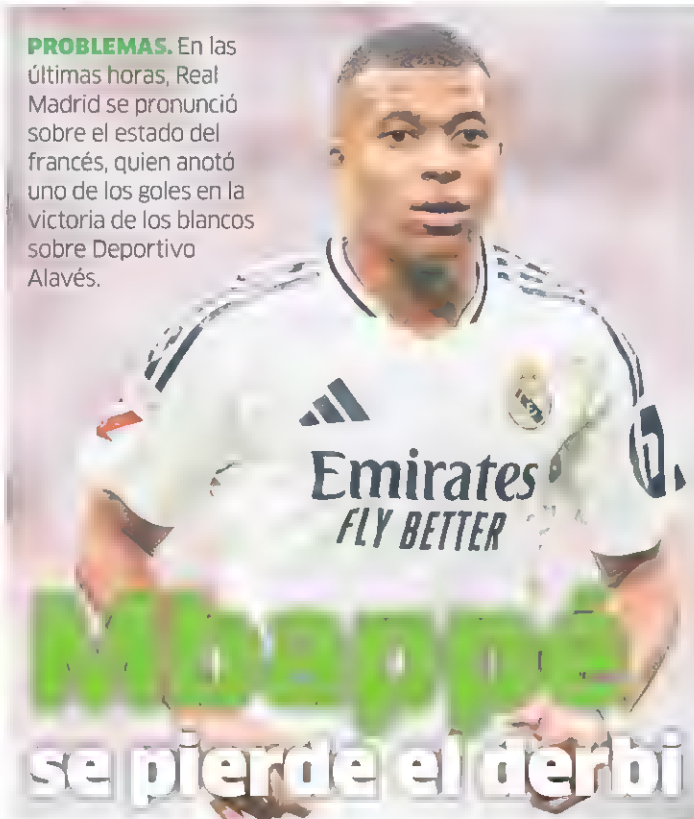 PROBLEMAS. En las
últimas horas, Real
Madrid se pronunció
sobre el estado del
francés, quien anotó
uno de los goles en la
victoria de los blancos
sobre Deportivo
Alavés.
Emirates
FLY BETTER
Mbappé
se pierde el derbi